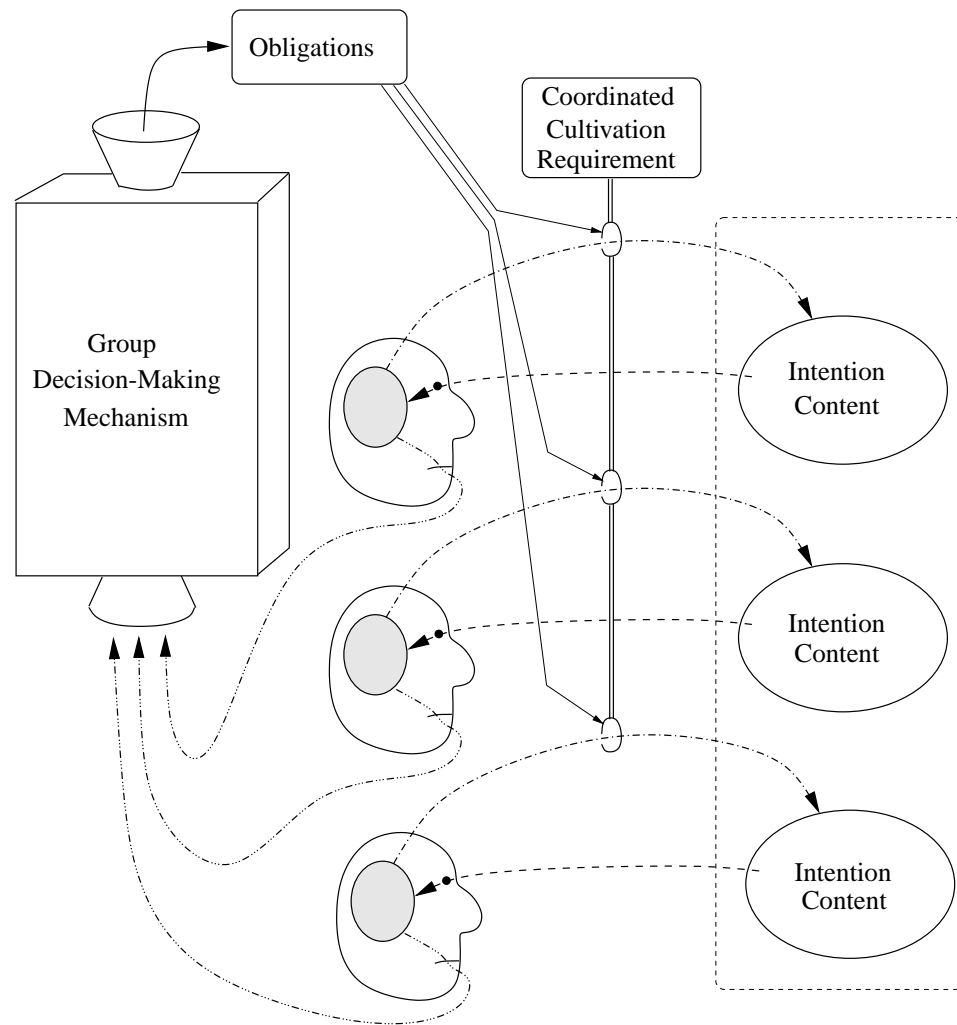 Obligations
Coordinated
Cultivation
Requirement
Group
Decision-Making
Mechanism
Intention
Content
Intention
Content
Intention
Content